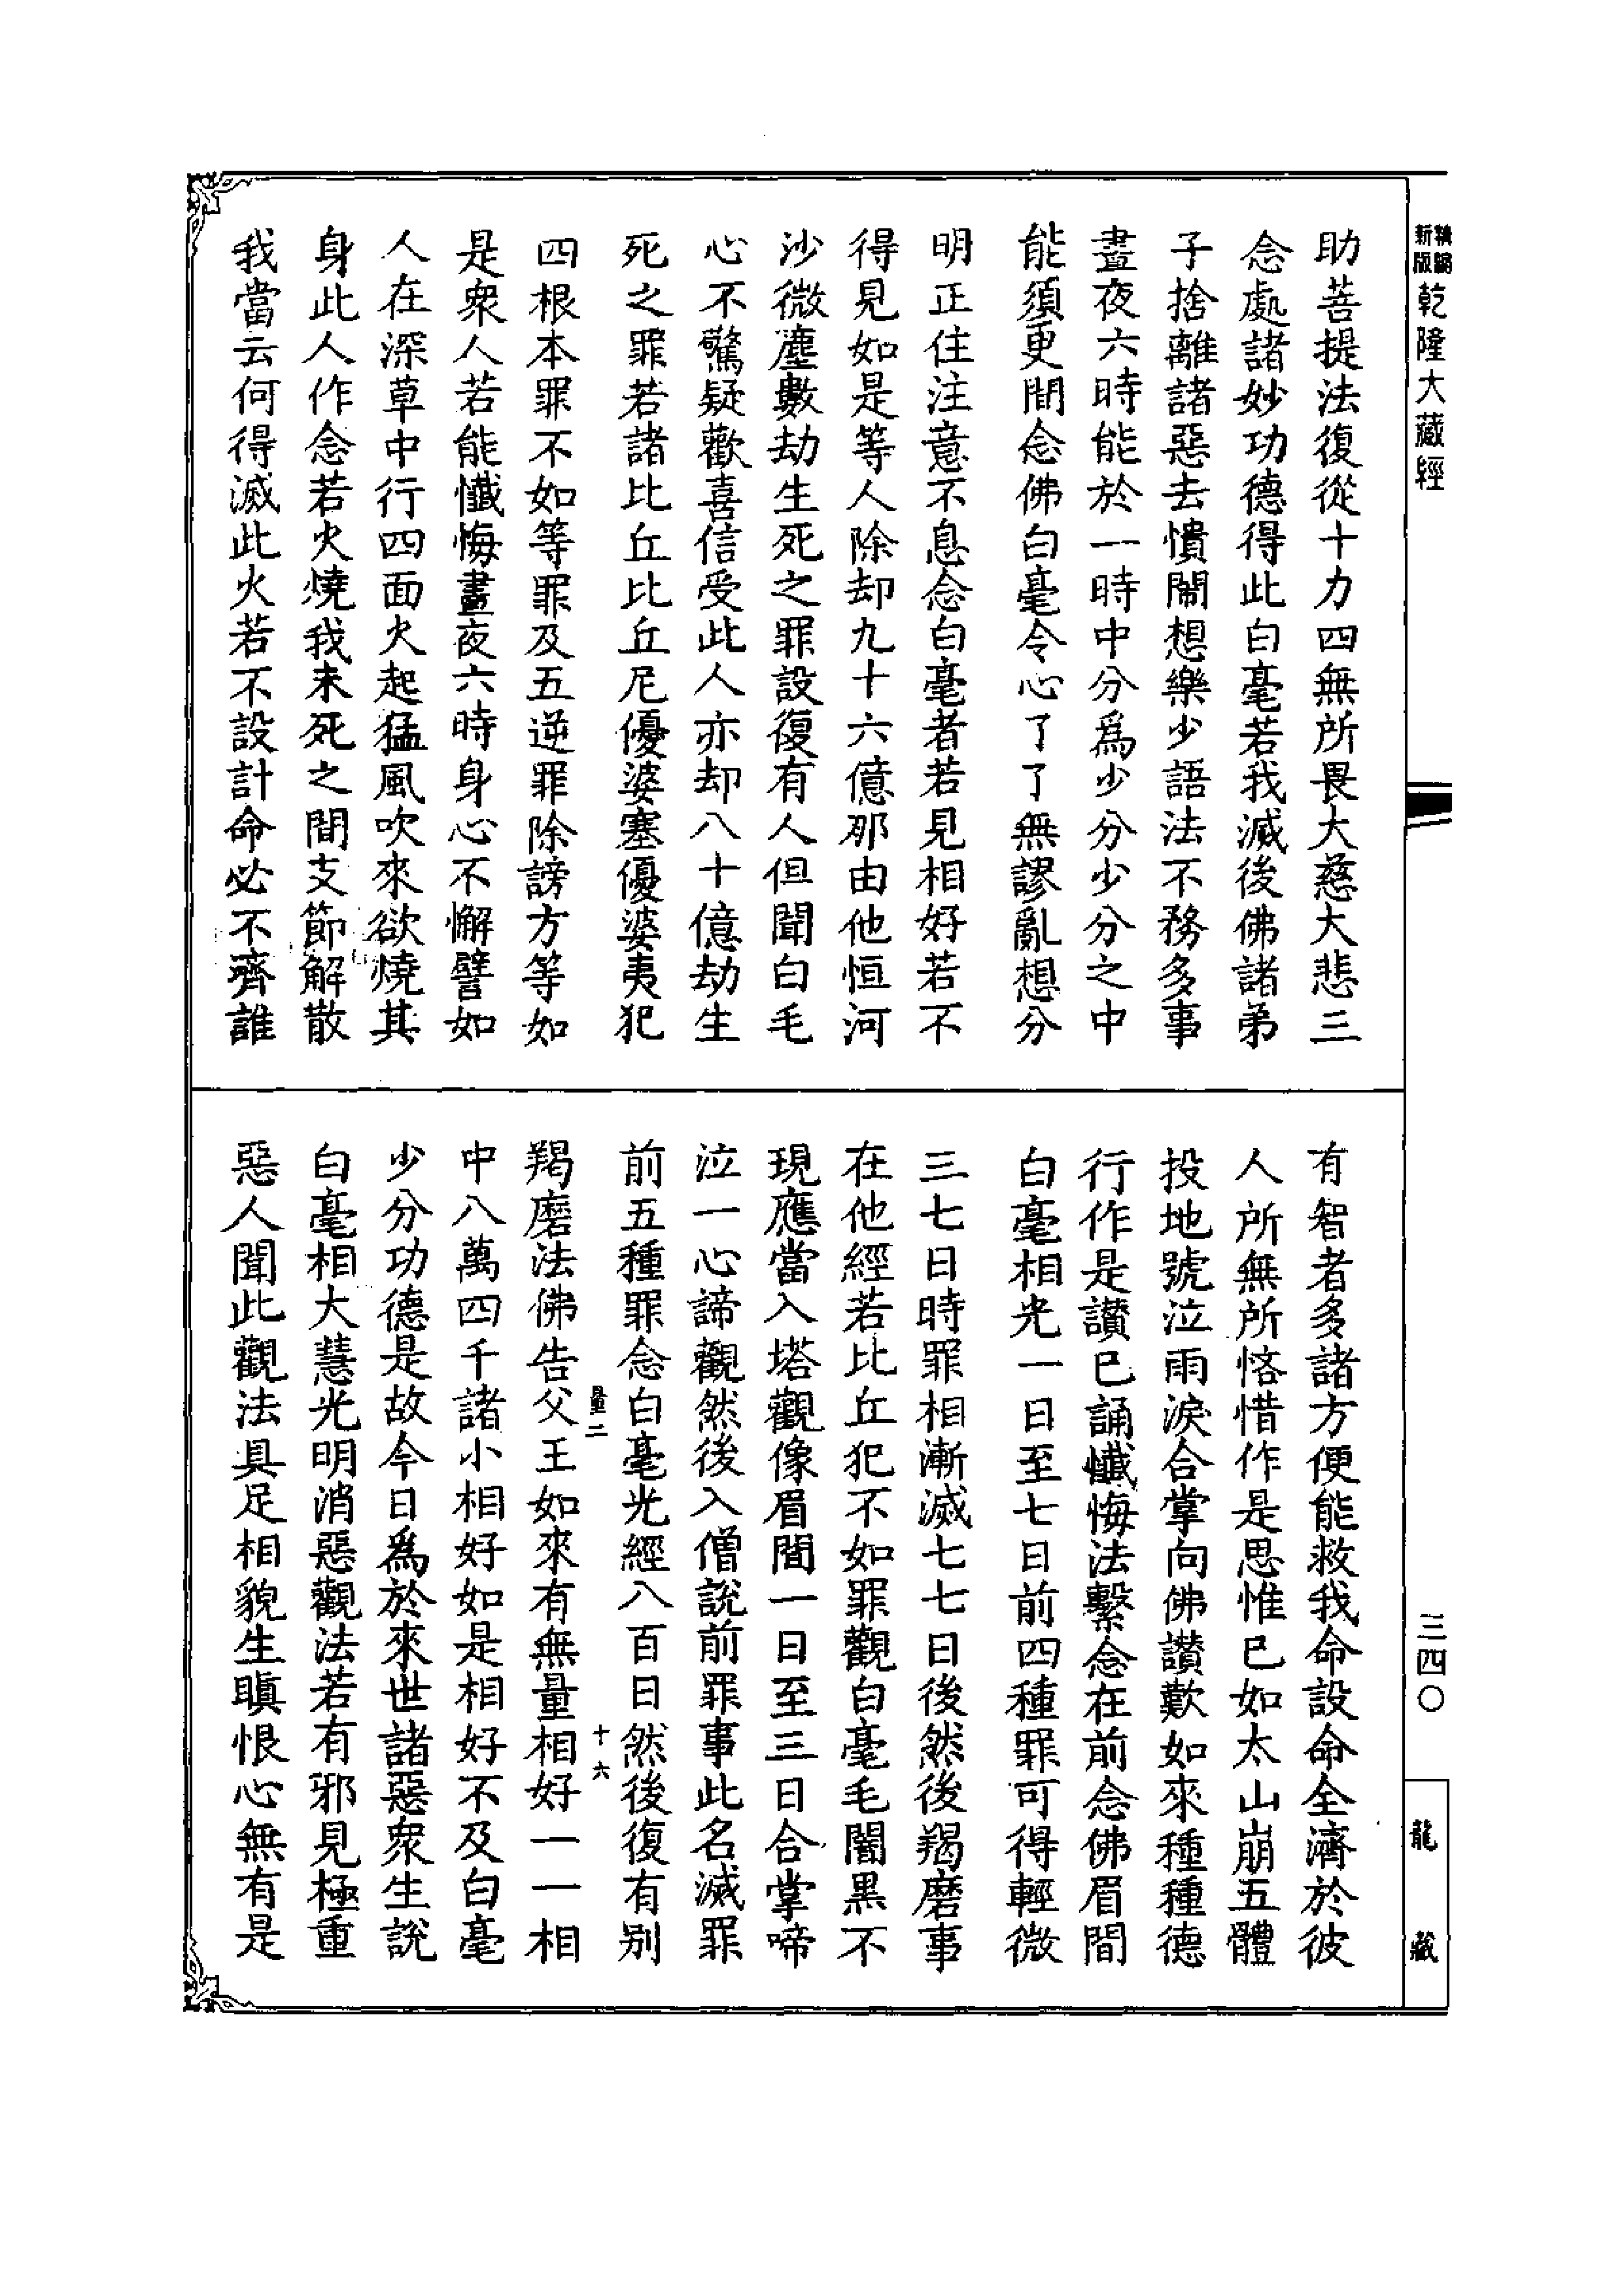 新版
精縮
乾隆大藏經
三四〇
龍藏
助菩提法復從十力四無所畏大慈大悲三
念處諸妙功德得此白毫若我滅後佛諸弟
子捨離諸惡去憒鬧想樂少語法不務多事
晝夜六時能於一時中分為少分少分之中
能須更間念佛白毫令心了了無謬亂想分
明正住注意不息念白毫者若見相好若不
得見如是等人除却九十六億那由他恒河
沙微塵數劫生死之罪設復有人但聞白毛
心不驚疑歡喜信受此人亦却八十億劫生
死之罪若諸比丘比丘尼優婆塞優婆夷犯
四根本罪不如等罪及五逆罪除謗方等如
是衆人若能懺悔晝夜六時身心不懈譬如
人在深草中行四面火起猛風吹來欲燒其
身此人作念若火燒我未死之間支節解散
我當云何得滅此火若不設計命必不齊誰
有智者多諸方便能救我命設命全濟於彼
人所無所悋惜作是思惟已如太山崩五體
投地號泣雨淚合掌向佛讃歎如來種種德
行作是讃已誦懺悔法繫念在前念佛眉間
白毫相光一日至七日前四種罪可得輕微
三七日時罪相漸滅七七日後然後羯磨事
在他經若比丘犯不如罪觀白毫毛闇黑不
現應當入塔觀像眉間一日至三日合掌啼
泣一心諦觀然後入僧說前罪事此名滅罪
前五種罪念白毫光經八百日然後復有別
量二
十六
羯磨法佛告父王如來有無量相好一一相
中八萬四千諸小相好如是相好不及白毫
少分功德是故今日為於來世諸惡衆生說
白毫相大慧光明消惡觀法若有邪見極重
惡人聞此觀法具足相貌生瞋恨心無有是